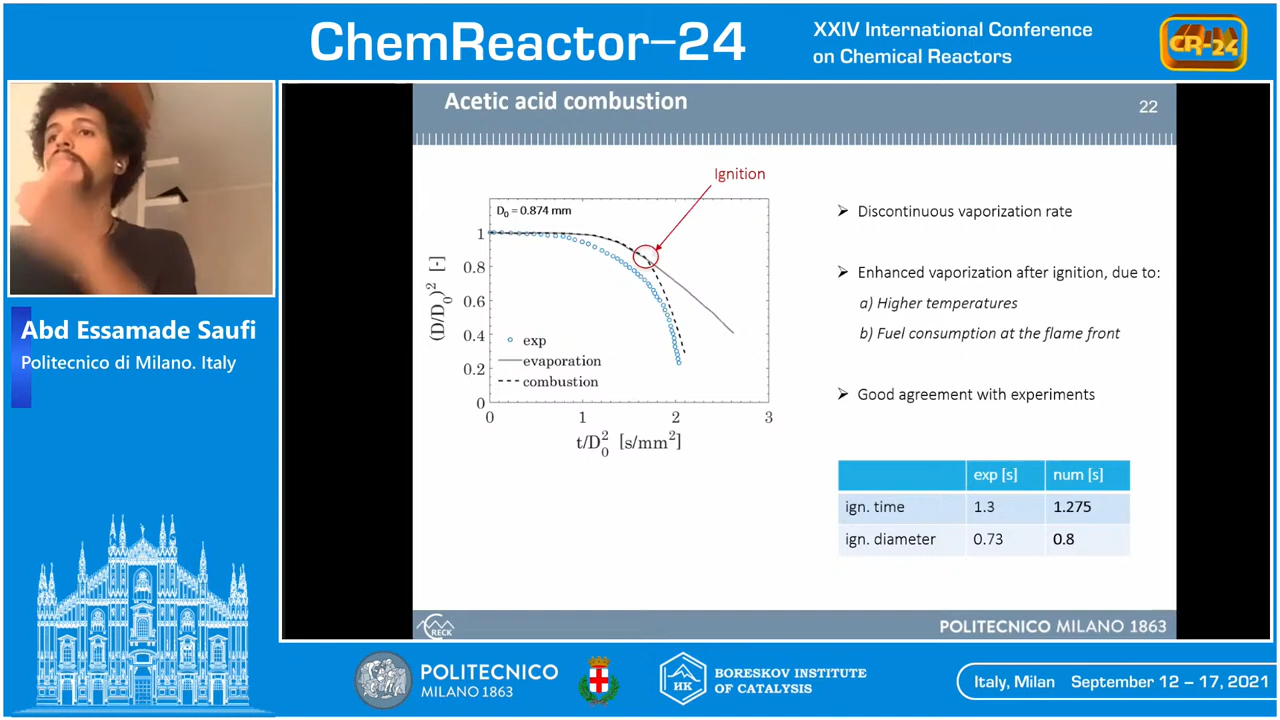 ChemReactor–24
XXIV International Conference
on Chemical Reactors
CR-24
Acetic acid combustion
22
Ignition
D₀ = 0.874 mm
(D/D₀)² [-]
1
0.8
0.6
0.4
0.2
0
exp
evaporation
combustion
0 1 2 3
t/D₀² [s/mm²]
➢ Discontinuous vaporization rate
➢ Enhanced vaporization after ignition, due to:
a) Higher temperatures
b) Fuel consumption at the flame front
➢ Good agreement with experiments
exp [s] num [s]
ign. time 1.3 1.275
ign. diameter 0.73 0.8
CRECK
POLITECNICO MILANO 1863
Abd Essamade Saufi
Politecnico di Milano. Italy
POLITECNICO
MILANO 1863
НК
BORESKOV INSTITUTE
OF CATALYSIS
Italy, Milan September 12 – 17, 2021